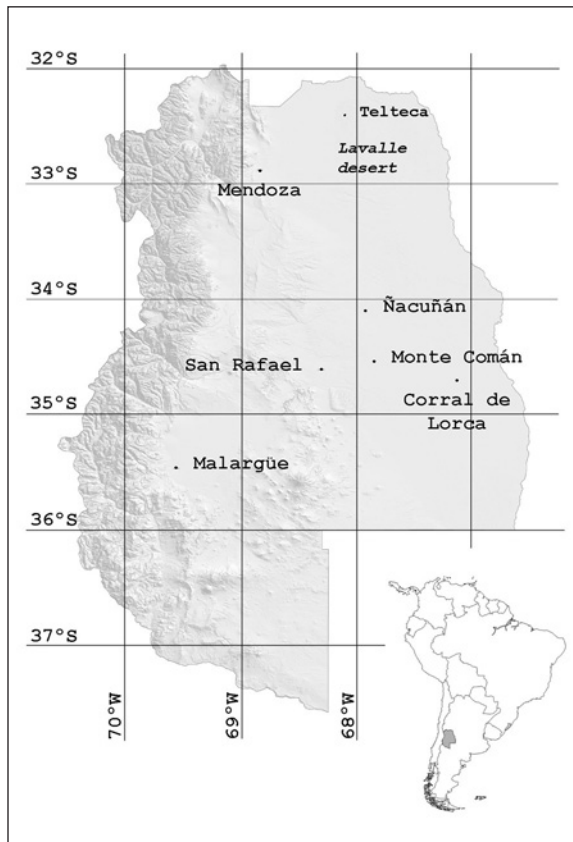 32°S
Telteca
Lavalle
desert
33°S
Mendoza
34°S
Ñacuñán
San Rafael
Monte Comán
35°S
Corral de
Lorca
Malargüe
36°S
37°S
70°W
69°W
68°W